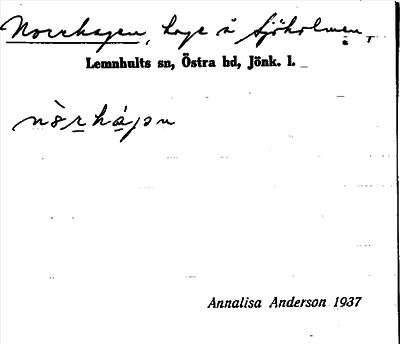 Norrhagen, hage å Sjöholmen,
Lemnhults sn, Östra hd, Jönk. l.
Annalisa Anderson 1937